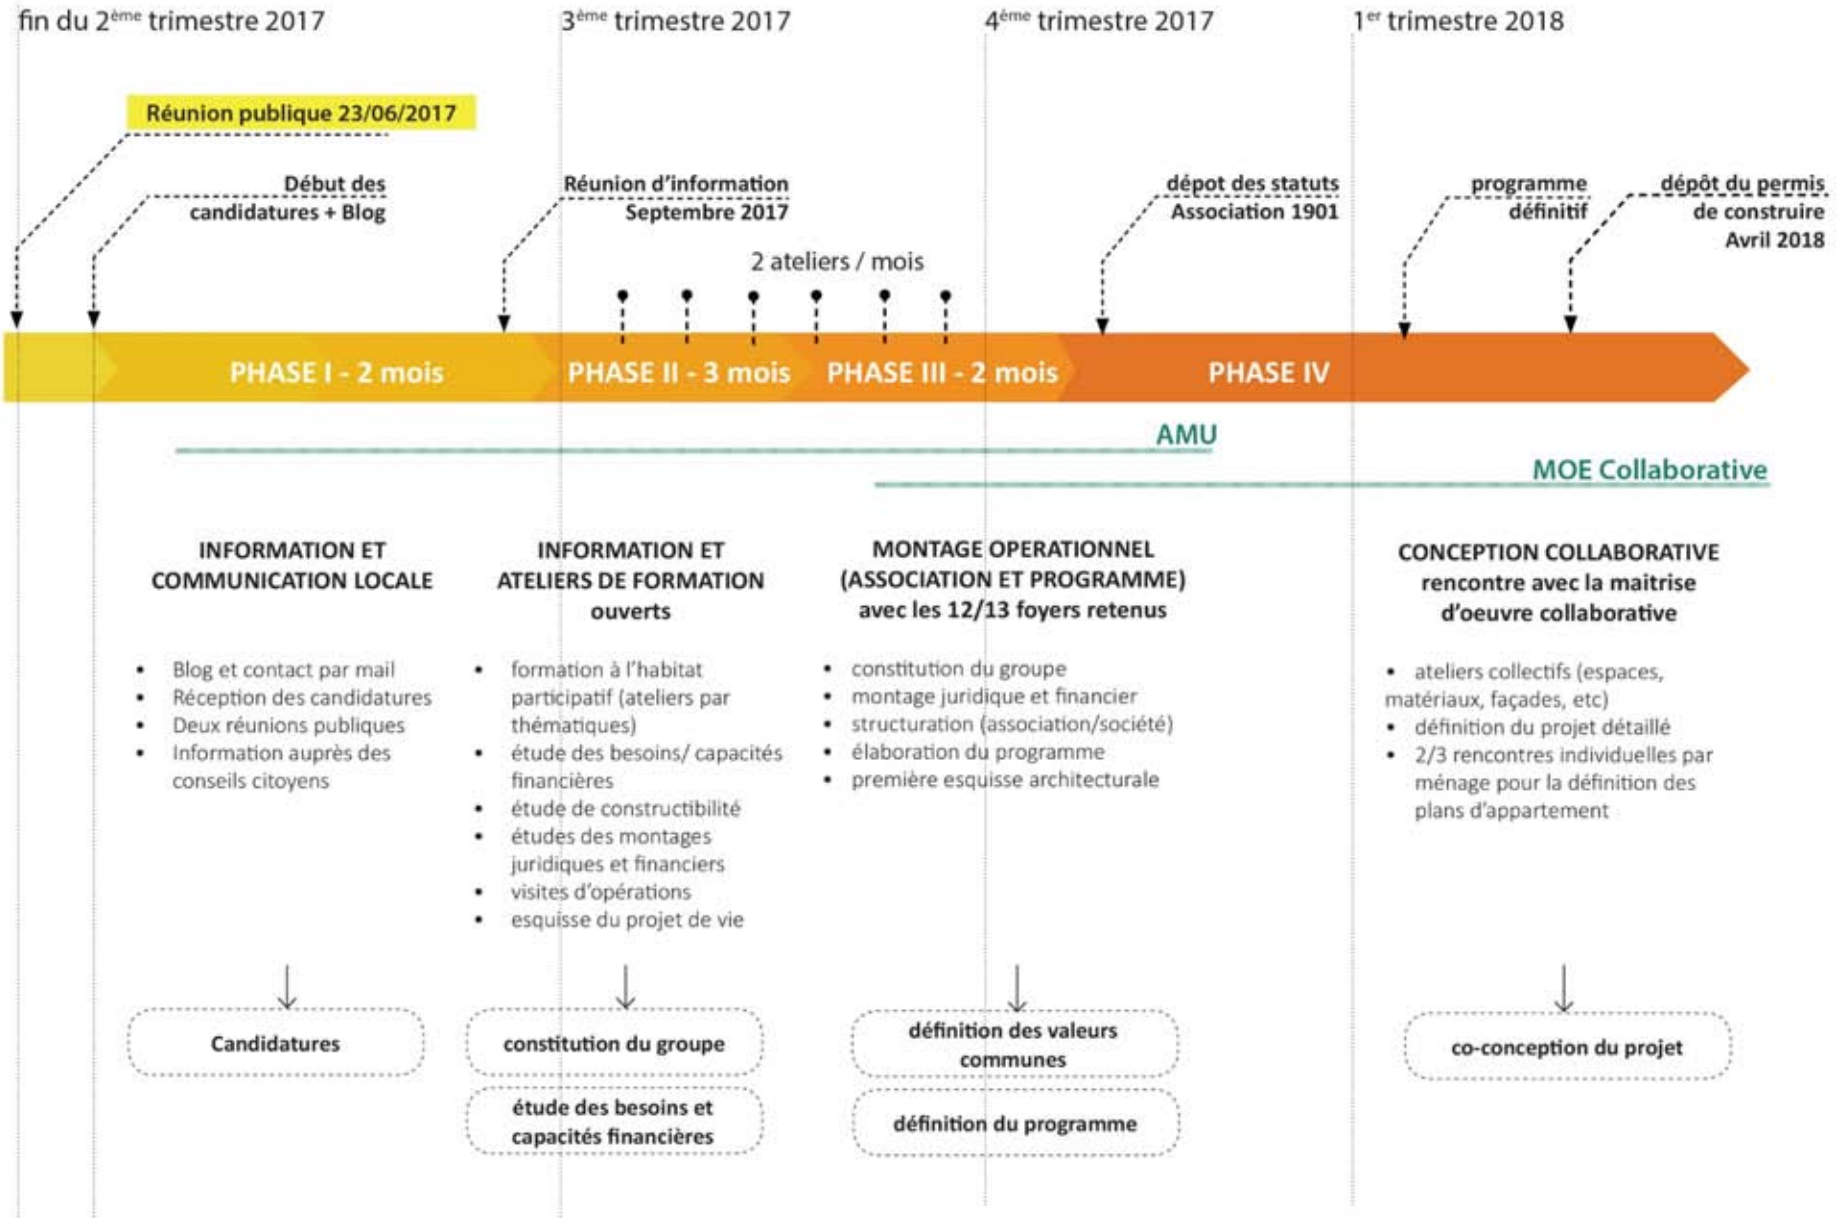 fin du 2ème trimestre 2017
3ème trimestre 2017
4ème trimestre 2017
1er trimestre 2018
Réunion publique 23/06/2017
Début des
candidatures + Blog
Réunion d'information
Septembre 2017
2 ateliers / mois
dépot des statuts
Association 1901
programme
définitif
dépôt du permis
de construire
Avril 2018
PHASE I - 2 mois
PHASE II - 3 mois
PHASE III - 2 mois
PHASE IV
AMU
MOE Collaborative
INFORMATION ET
COMMUNICATION LOCALE
• Blog et contact par mail
• Réception des candidatures
• Deux réunions publiques
• Information auprès des
conseils citoyens
Candidatures
INFORMATION ET
ATELIERS DE FORMATION
ouverts
• formation à l'habitat
participatif (ateliers par
thématiques)
• étude des besoins/ capacités
financières
• étude de constructibilité
• études des montages
juridiques et financiers
• visites d'opérations
• esquisse du projet de vie
constitution du groupe
étude des besoins et
capacités financières
MONTAGE OPERATIONNEL
(ASSOCIATION ET PROGRAMME)
avec les 12/13 foyers retenus
• constitution du groupe
• montage juridique et financier
• structuration (association/société)
• élaboration du programme
• première esquisse architecturale
définition des valeurs
communes
définition du programme
CONCEPTION COLLABORATIVE
rencontre avec la maitrise
d'oeuvre collaborative
• ateliers collectifs (espaces,
matériaux, façades, etc)
• définition du projet détaillé
• 2/3 rencontres individuelles par
ménage pour la définition des
plans d'appartement
co-conception du projet